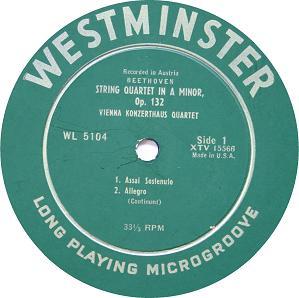 WESTMINSTER
Recorded in Austria
BEETHOVEN
STRING QUARTET IN A MINOR,
Op. 132
VIENNA KONZERTHAUS QUARTET
WL 5104
Side 1
XTV 15566
Made in U.S.A.
1. Assai Sostenuto
2. Allegro
(Continued)
33⅓ RPM
LONG PLAYING MICROGROOVE